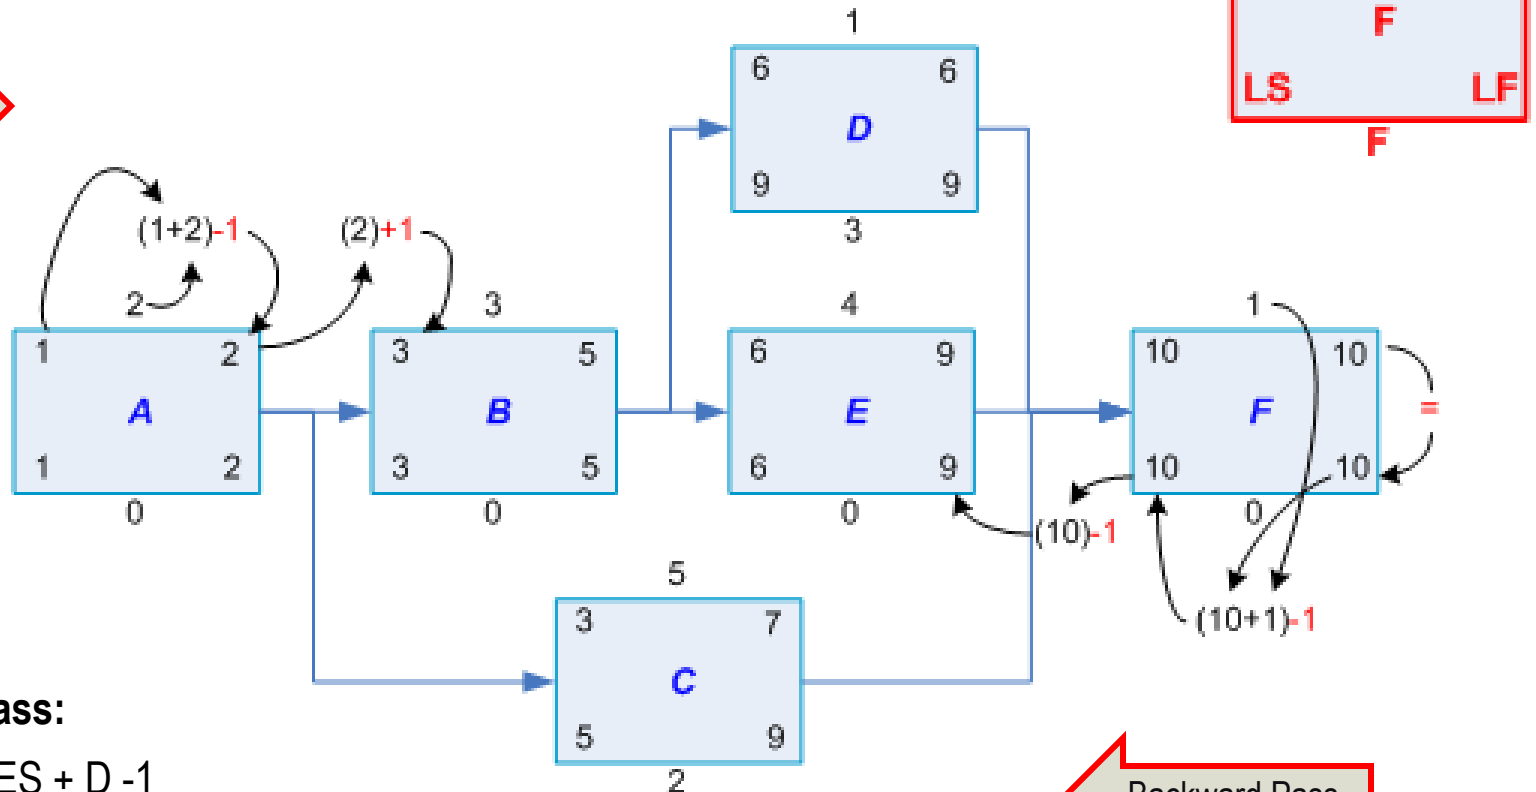 1
F
6 6
LS LF
D
F
9 9
(1+2)-1 (2)+1
3
2 3 4 1
1 2 3 5 6 9 10 10
A B E F =
1 2 3 5 6 9 10 10
0 0 0 0
(10)-1
5
3 7 (10+1)-1
C
ass:
5 9
ES + D -1 2
Backward Pass